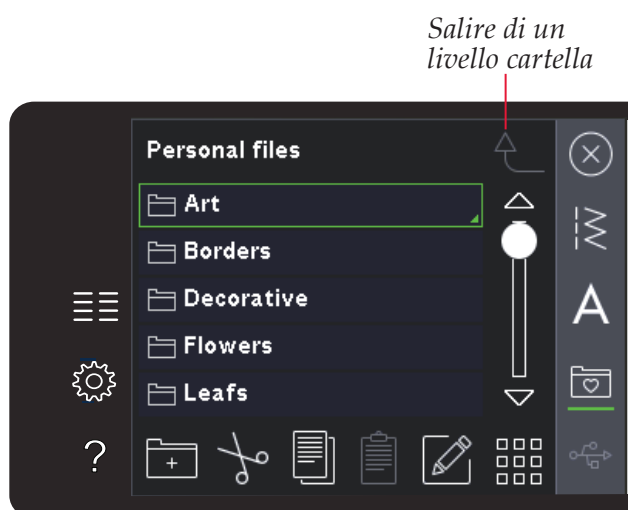 Salire di un
livello cartella
Personal files
Art
Borders
Decorative
Flowers
Leafs
A
?